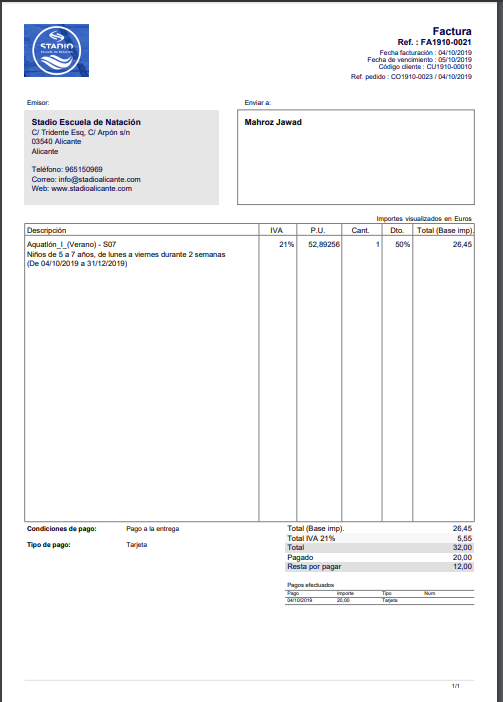 STADIO
Escuela de Natación
Factura
Ref. : FA1910-0021
Fecha facturación : 04/10/2019
Fecha de vencimiento : 05/10/2019
Código cliente : CU1910-00010
Ref. pedido : CO1910-0023 / 04/10/2019
Emisor:
Stadio Escuela de Natación
C/ Tridente Esq, C/ Arpón s/n
03540 Alicante
Alicante
Teléfono: 965150969
Correo: info@stadioalicante.com
Web: www.stadioalicante.com
Enviar a:
Mahroz Jawad
Importes visualizados en Euros
Descripción IVA P.U. Cant. Dto. Total (Base imp).
Aquatlón_I_(Verano) - S07 21% 52,89256 1 50% 26,45
Niños de 5 a 7 años, de lunes a viernes durante 2 semanas
(De 04/10/2019 a 31/12/2019)
Condiciones de pago: Pago a la entrega
Tipo de pago: Tarjeta
Total (Base imp). 26,45
Total IVA 21% 5,55
Total 32,00
Pagado 20,00
Resta por pagar 12,00
Pagos efectuados
Pago Importe Tipo Num
04/10/2019 20,00 Tarjeta
1/1